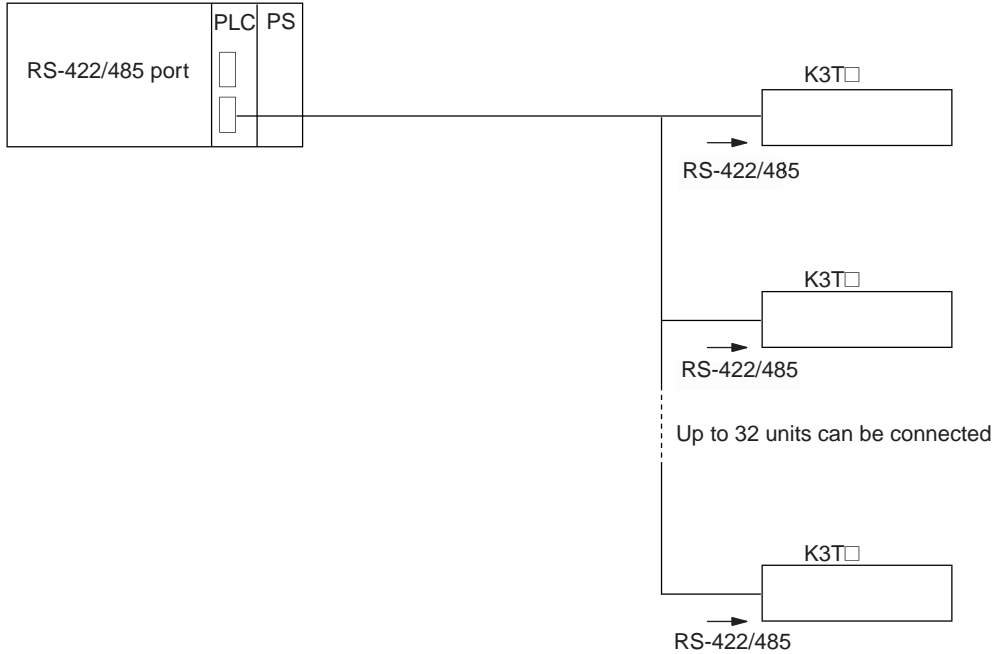 PLC PS
RS-422/485 port
K3T□
RS-422/485
K3T□
RS-422/485
Up to 32 units can be connected
K3T□
RS-422/485